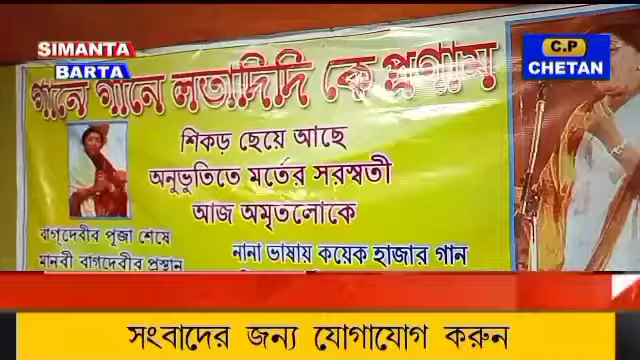 SIMANTA
BARTA
C.P
CHETAN
গানে গানে লতাদিদি কে প্রণাম
শিকড় ছেয়ে আছে
অনুভুতিতে মর্তের সরস্বতী
আজ অমৃতলোকে
বাগ্দেবীর পূজা শেষে
মানবী বাগদেবীর প্রস্থান
নানা ভাষায় কয়েক হাজার গান
সংবাদের জন্য যোগাযোগ করুন